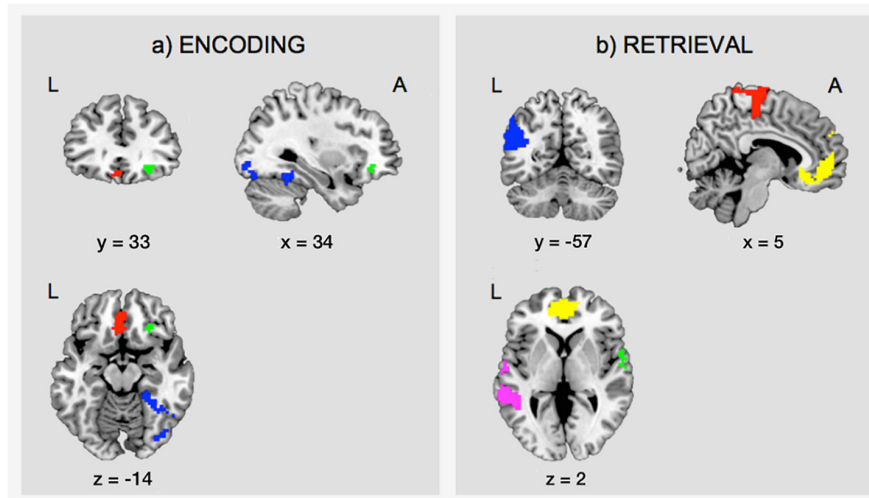 a) ENCODING
L
A
y = 33
x = 34
L
z = -14
b) RETRIEVAL
L
A
y = -57
x = 5
L
z = 2